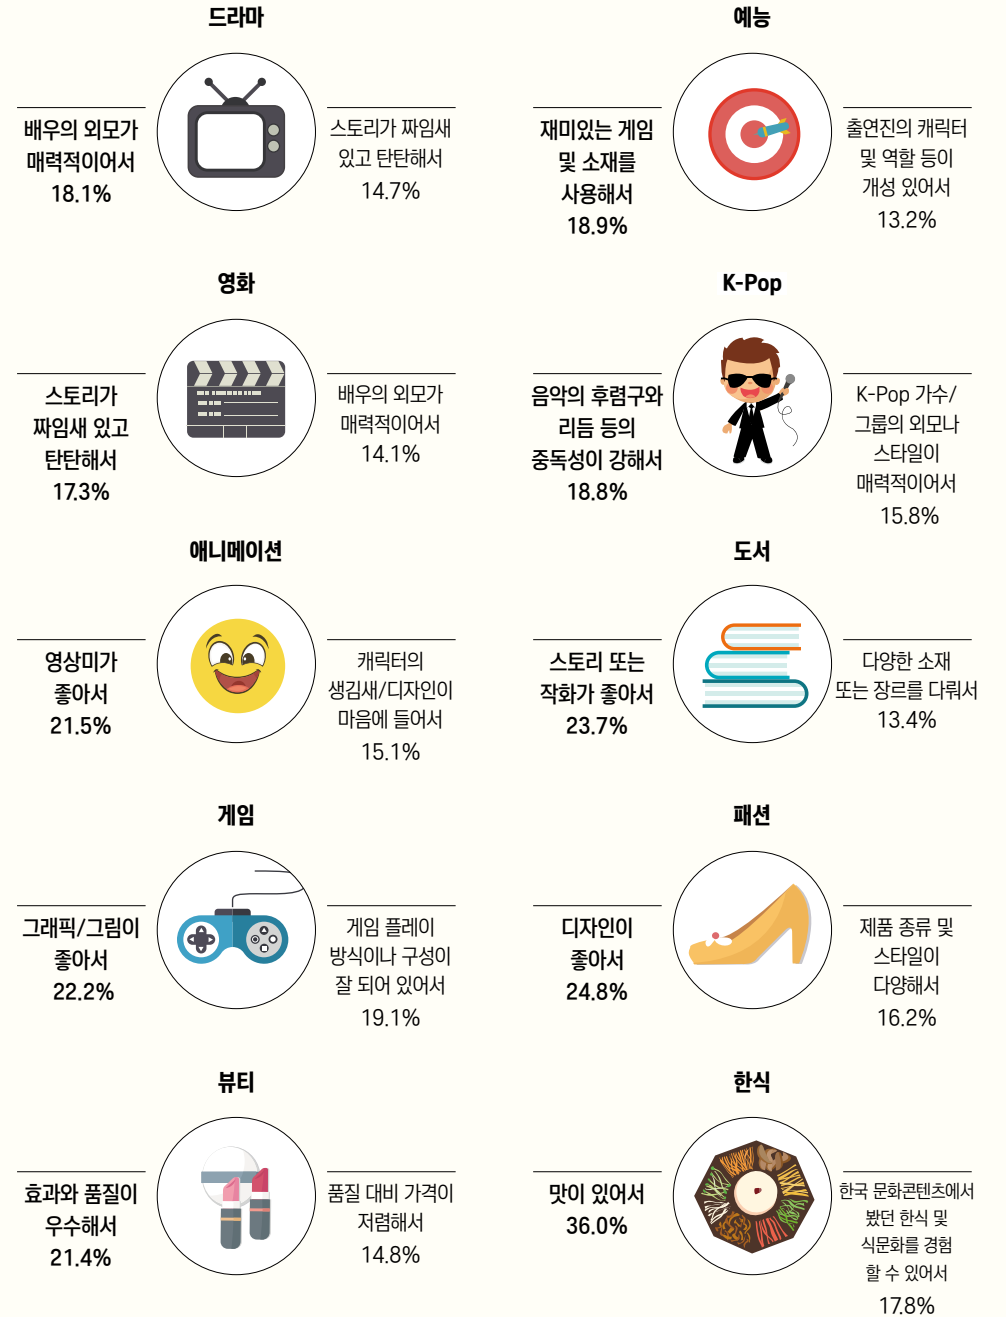 드라마
배우의 외모가
매력적이어서
18.1%
스토리가 짜임새
있고 탄탄해서
14.7%
예능
재미있는 게임
및 소재를
사용해서
18.9%
출연진의 캐릭터
및 역할 등이
개성 있어서
13.2%
영화
스토리가
짜임새 있고
탄탄해서
17.3%
배우의 외모가
매력적이어서
14.1%
K-Pop
음악의 후렴구와
리듬 등의
중독성이 강해서
18.8%
K-Pop 가수/
그룹의 외모나
스타일이
매력적이어서
15.8%
애니메이션
영상미가
좋아서
21.5%
캐릭터의
생김새/디자인이
마음에 들어서
15.1%
도서
스토리 또는
작화가 좋아서
23.7%
다양한 소재
또는 장르를 다뤄서
13.4%
게임
그래픽/그림이
좋아서
22.2%
게임 플레이
방식이나 구성이
잘 되어 있어서
19.1%
패션
디자인이
좋아서
24.8%
제품 종류 및
스타일이
다양해서
16.2%
뷰티
효과와 품질이
우수해서
21.4%
품질 대비 가격이
저렴해서
14.8%
한식
맛이 있어서
36.0%
한국 문화콘텐츠에서
봤던 한식 및
식문화를 경험
할 수 있어서
17.8%